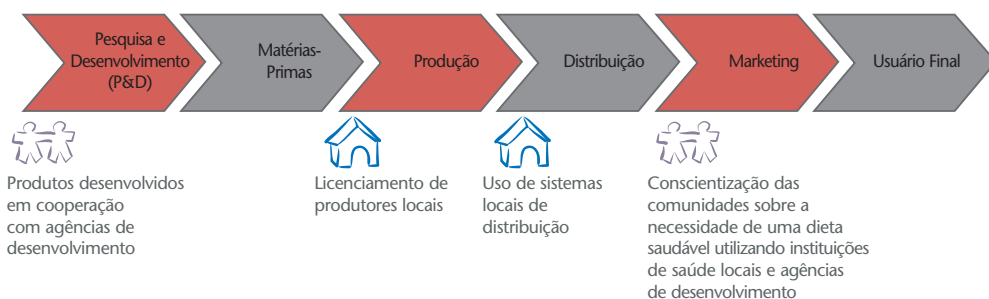 Pesquisa e
Desenvolvimento
(P&D)
Matérias-
Primas
Produção
Distribuição
Marketing
Usuário Final
Produtos desenvolvidos
em cooperação
com agências de
desenvolvimento
Licenciamento de
produtores locais
Uso de sistemas
locais de
distribuição
Conscientização das
comunidades sobre a
necessidade de uma dieta
saudável utilizando instituições
de saúde locais e agências
de desenvolvimento